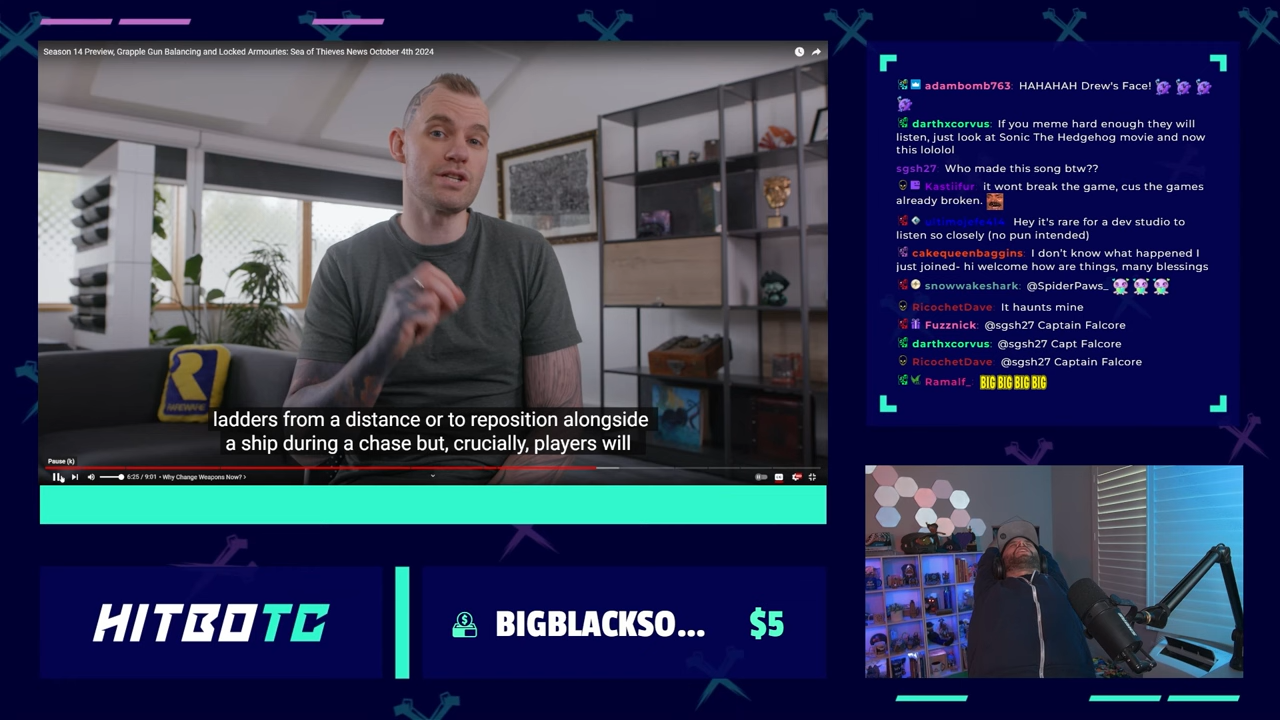 Season 14 Preview, Grapple Gun Balancing and Locked Armouries: Sea of Thieves News October 4th 2024
R
HARDWARE
ladders from a distance or to reposition alongside
a ship during a chase but, crucially, players will
Pause (k)
6:25 / 9:01 • Why Change Weapons Now? >
adambomb763: HAHAHAH Drew's Face!
darthxcorvus: If you meme hard enough they will
listen, just look at Sonic The Hedgehog movie and now
this lololol
sgsh27: Who made this song btw??
Kastiifur it wont break the game, cus the games
already broken.
Hey it's rare for a dev studio to
listen so closely (no pun intended)
cakequeenbaggins: I don't know what happened I
just joined- hi welcome how are things, many blessings
snowwakeshark: @SpiderPaws_
RicochetDave: It haunts mine
Fuzznick: @sgsh27 Captain Falcore
darthxcorvus: @sgsh27 Capt Falcore
RicochetDave: @sgsh27 Captain Falcore
Ramalf_: BIG BIG BIG BIG
HITBOTC
BIGBLACKSO... $5